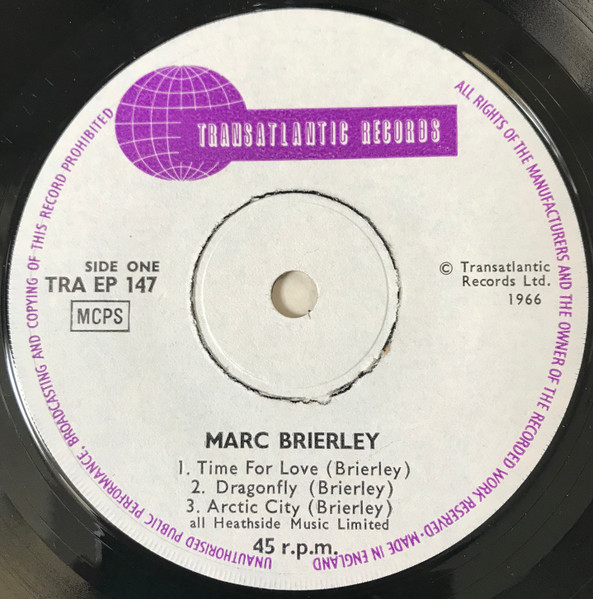 TRANSATLANTIC RECORDS
ALL RIGHTS OF THE MANUFACTURERS AND THE OWNER OF THE RECORDED WORK RESERVED-MADE IN ENGLAND
UNAUTHORISED PUBLIC PERFORMANCE, BROADCASTING AND COPYING OF THIS RECORD PROHIBITED
SIDE ONE
TRA EP 147
MCPS
© Transatlantic
Records Ltd.
1966
MARC BRIERLEY
1. Time For Love (Brierley)
2. Dragonfly (Brierley)
3. Arctic City (Brierley)
all Heathside Music Limited
45 r.p.m.